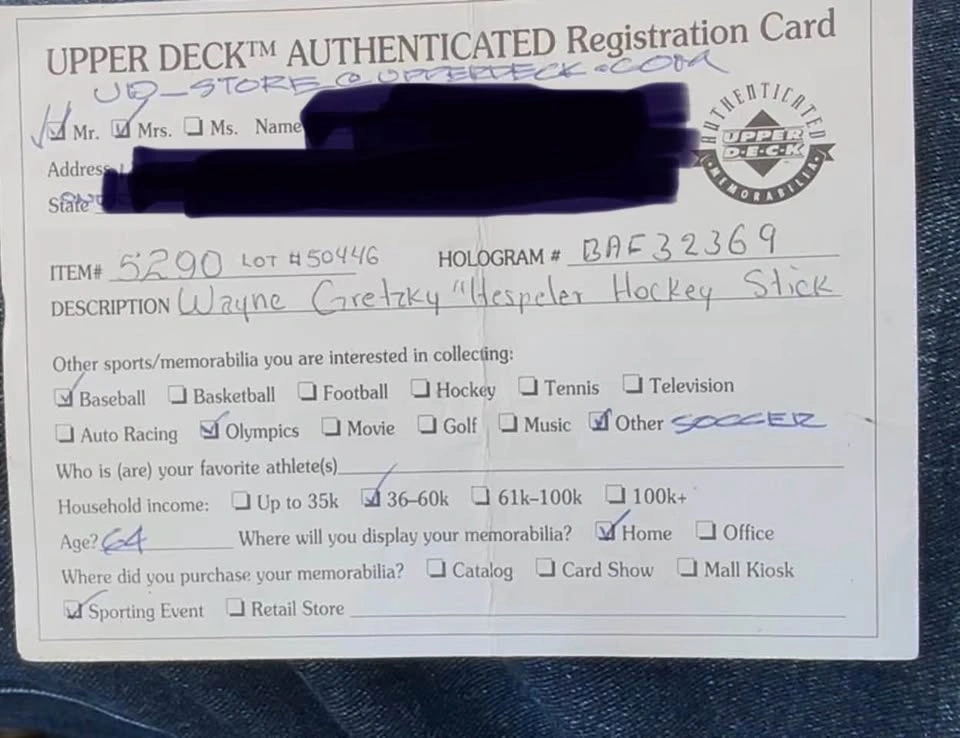 UPPER DECK™ AUTHENTICATED Registration Card
UD_STORE@UPPERDECK.COM
Mr. Mrs. Ms. Name
AUTHENTICATED UPPER D·E·C·K MEMORABILIA
Address
State
ITEM# 5290 LOT #50446 HOLOGRAM # BAF32369
DESCRIPTION Wayne Gretzky "Hespeler Hockey Stick
Other sports/memorabilia you are interested in collecting:
Baseball Basketball Football Hockey Tennis Television
Auto Racing Olympics Movie Golf Music Other SOCCER
Who is (are) your favorite athlete(s)
Household income: Up to 35k 36–60k 61k–100k 100k+
Age? 64 Where will you display your memorabilia? Home Office
Where did you purchase your memorabilia? Catalog Card Show Mall Kiosk
Sporting Event Retail Store